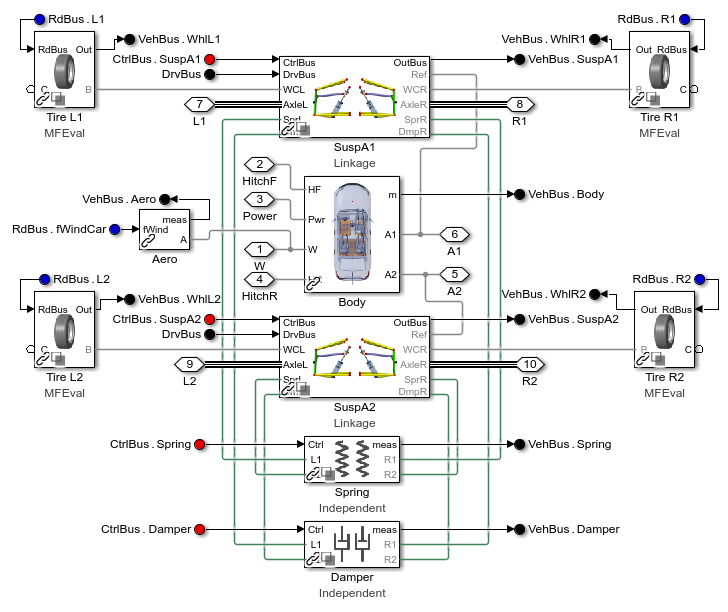 RdBus.L1
VehBus.WhlL1
RdBus
Out
C
B
Tire L1
MFEval
CtrlBus.SuspA1
DrvBus
7
L1
CtrlBus
DrvBus
WCL
AxleL
SprL
OutBus
Ref
WCR
AxleR
SprR
DmpR
SuspA1
Linkage
VehBus.SuspA1
8
R1
VehBus.WhlR1
RdBus.R1
Out
RdBus
B
C
Tire R1
MFEval
2
HitchF
3
Power
1
W
4
HitchR
HF
Pwr
W
m
A1
A2
Body
VehBus.Body
6
A1
5
A2
VehBus.Aero
RdBus.fWindCar
meas
fWind
A
Aero
RdBus.L2
VehBus.WhlL2
RdBus
Out
C
B
Tire L2
MFEval
CtrlBus.SuspA2
DrvBus
9
L2
CtrlBus
DrvBus
WCL
AxleL
SprL
OutBus
Ref
WCR
AxleR
SprR
DmpR
SuspA2
Linkage
VehBus.SuspA2
10
R2
VehBus.WhlR2
RdBus.R2
Out
RdBus
B
C
Tire R2
MFEval
CtrlBus.Spring
Ctrl
L1
meas
R1
R2
Spring
Independent
VehBus.Spring
CtrlBus.Damper
Ctrl
L1
meas
R1
R2
Damper
Independent
VehBus.Damper